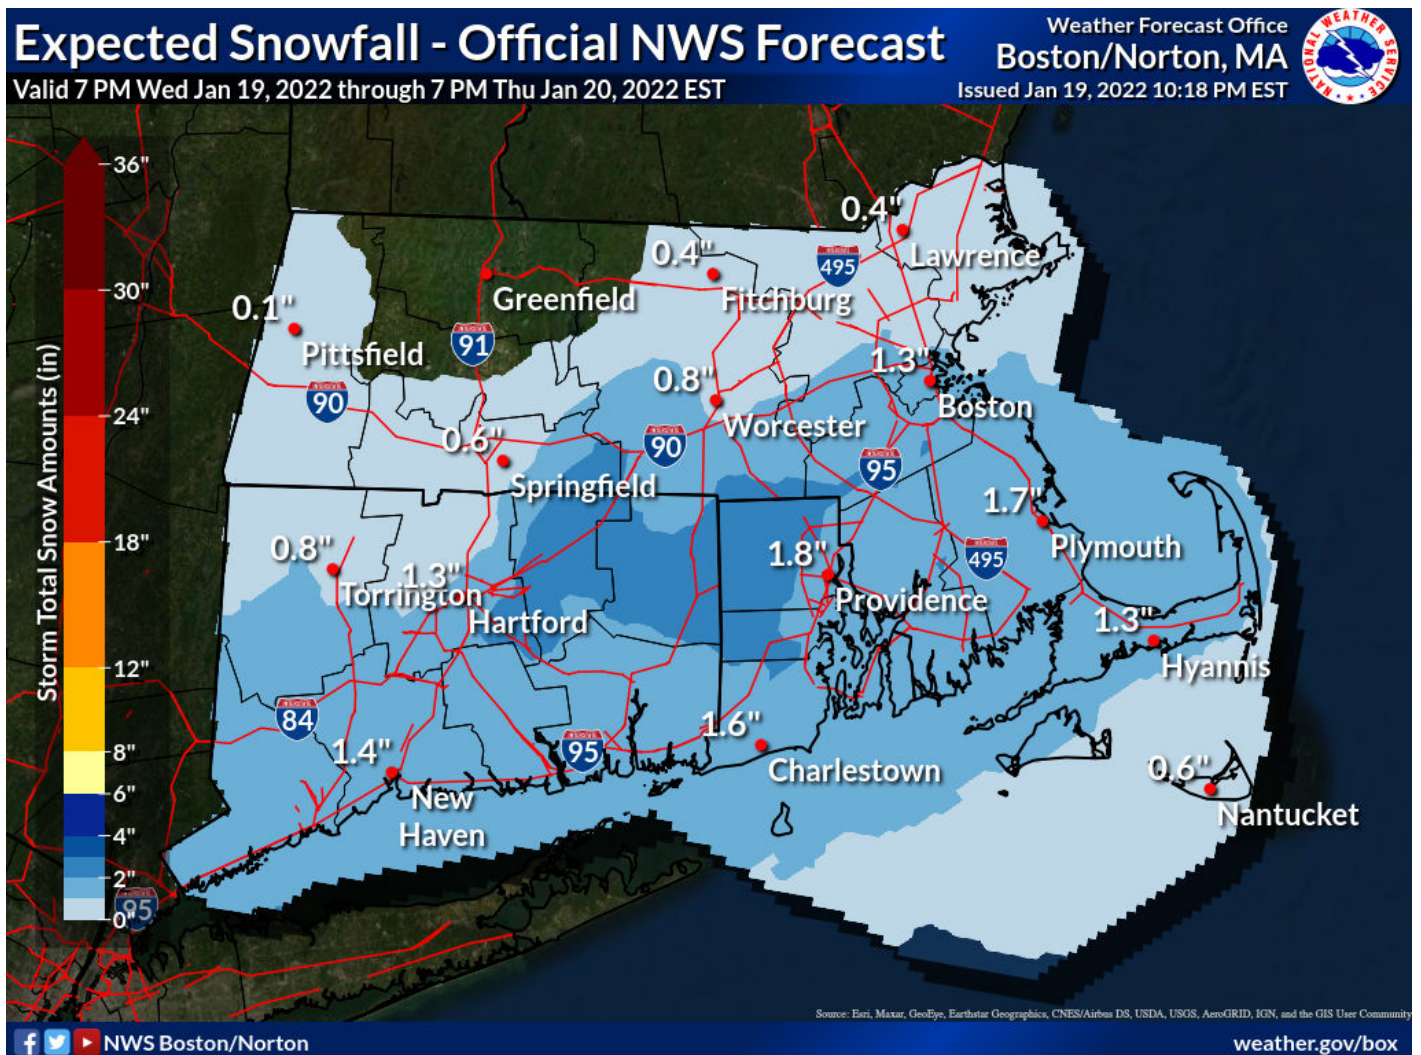 Expected Snowfall - Official NWS Forecast
Valid 7 PM Wed Jan 19, 2022 through 7 PM Thu Jan 20, 2022 EST
Weather Forecast Office
Boston/Norton, MA
Issued Jan 19, 2022 10:18 PM EST
NATIONAL WEATHER SERVICE
Storm Total Snow Amounts (in)
36"
30"
24"
18"
12"
8"
6"
4"
2"
0"
0.4"
Lawrence
0.4"
Fitchburg
495
Greenfield
0.1"
Pittsfield
91
90
1.3"
Boston
0.8"
Worcester
90
95
0.6"
Springfield
1.7"
Plymouth
0.8"
Torrington
1.3"
Hartford
1.8"
Providence
495
1.3"
Hyannis
84
1.4"
New
Haven
95
1.6"
Charlestown
0.6"
Nantucket
95
Source: Esri, Maxar, GeoEye, Earthstar Geographics, CNES/Airbus DS, USDA, USGS, AeroGRID, IGN, and the GIS User Community
NWS Boston/Norton
weather.gov/box